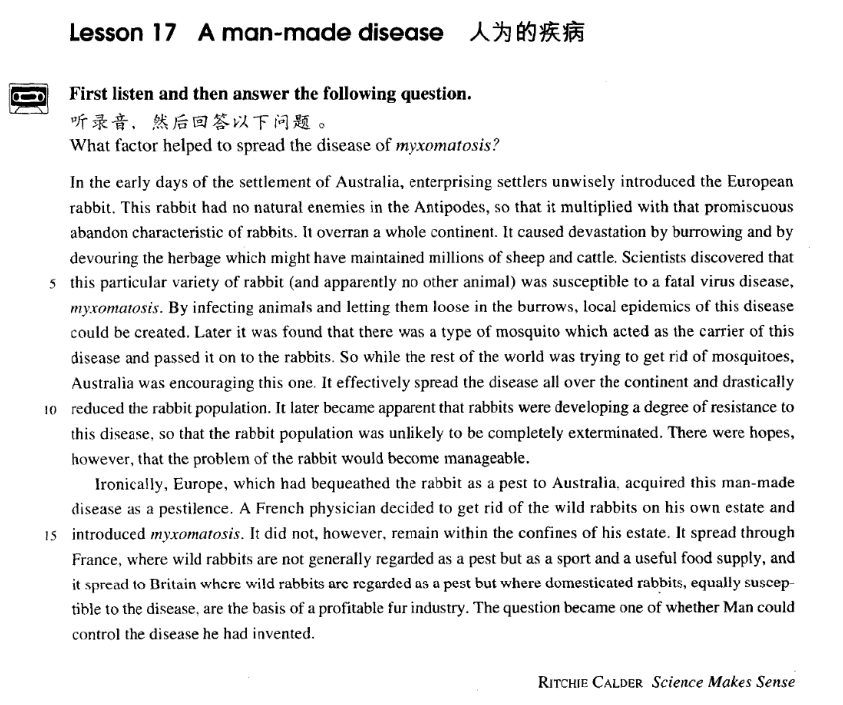 Lesson 17 A man-made disease 人为的疾病
First listen and then answer the following question.
听录音，然后回答以下问题。
What factor helped to spread the disease of myxomatosis?
In the early days of the settlement of Australia, enterprising settlers unwisely introduced the European
rabbit. This rabbit had no natural enemies in the Antipodes, so that it multiplied with that promiscuous
abandon characteristic of rabbits. It overran a whole continent. It caused devastation by burrowing and by
devouring the herbage which might have maintained millions of sheep and cattle. Scientists discovered that
5 this particular variety of rabbit (and apparently no other animal) was susceptible to a fatal virus disease,
myxomatosis. By infecting animals and letting them loose in the burrows, local epidemics of this disease
could be created. Later it was found that there was a type of mosquito which acted as the carrier of this
disease and passed it on to the rabbits. So while the rest of the world was trying to get rid of mosquitoes,
Australia was encouraging this one. It effectively spread the disease all over the continent and drastically
10 reduced the rabbit population. It later became apparent that rabbits were developing a degree of resistance to
this disease, so that the rabbit population was unlikely to be completely exterminated. There were hopes,
however, that the problem of the rabbit would become manageable.
Ironically, Europe, which had bequeathed the rabbit as a pest to Australia, acquired this man-made
disease as a pestilence. A French physician decided to get rid of the wild rabbits on his own estate and
15 introduced myxomatosis. It did not, however, remain within the confines of his estate. It spread through
France, where wild rabbits are not generally regarded as a pest but as a sport and a useful food supply, and
it spread to Britain where wild rabbits are regarded as a pest but where domesticated rabbits, equally suscep-
tible to the disease, are the basis of a profitable fur industry. The question became one of whether Man could
control the disease he had invented.
RITCHIE CALDER Science Makes Sense